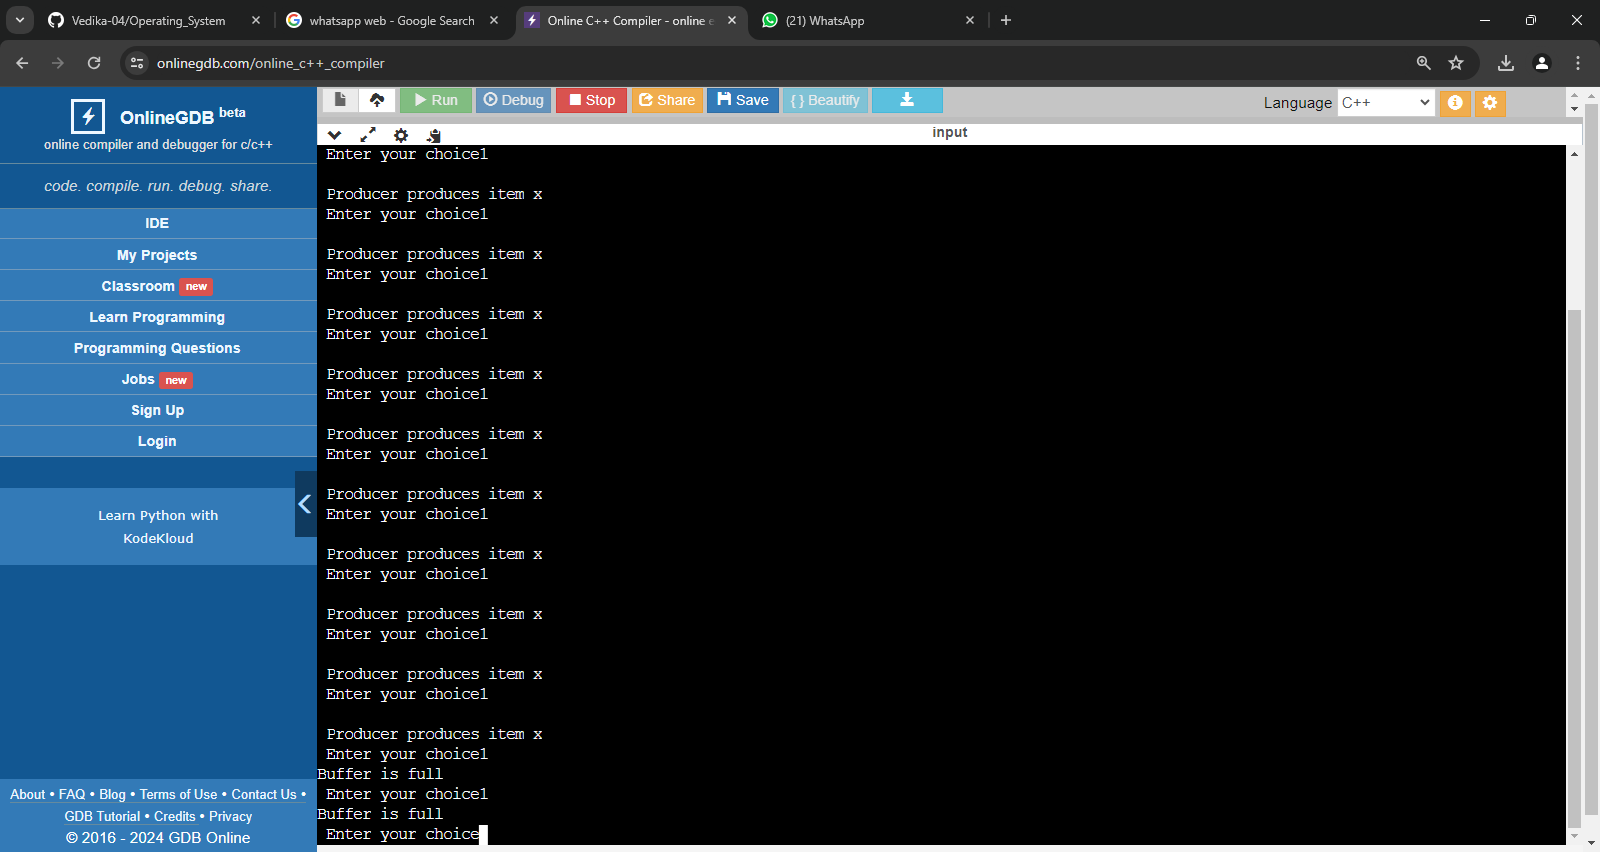 Vedika-04/Operating_System
whatsapp web - Google Search
Online C++ Compiler - online e
(21) WhatsApp
onlinegdb.com/online_c++_compiler
OnlineGDB beta
online compiler and debugger for c/c++
code. compile. run. debug. share.
IDE
My Projects
Classroom new
Learn Programming
Programming Questions
Jobs new
Sign Up
Login
Learn Python with
KodeKloud
About • FAQ • Blog • Terms of Use • Contact Us •
GDB Tutorial • Credits • Privacy
© 2016 - 2024 GDB Online
Run
Debug
Stop
Share
Save
{ } Beautify
Language C++
input
Enter your choice1
Producer produces item x
Enter your choice1
Producer produces item x
Enter your choice1
Producer produces item x
Enter your choice1
Producer produces item x
Enter your choice1
Producer produces item x
Enter your choice1
Producer produces item x
Enter your choice1
Producer produces item x
Enter your choice1
Producer produces item x
Enter your choice1
Producer produces item x
Enter your choice1
Producer produces item x
Enter your choice1
Buffer is full
Enter your choice1
Buffer is full
Enter your choice